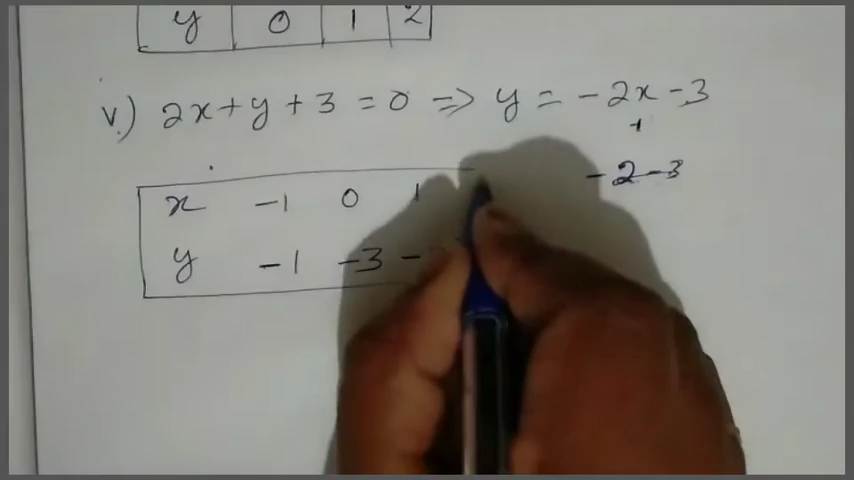 y 0 1 2
v.) 2x+y+3=0 => y = -2x-3
1
-2-3
x -1 0 1
y -1 -3 -